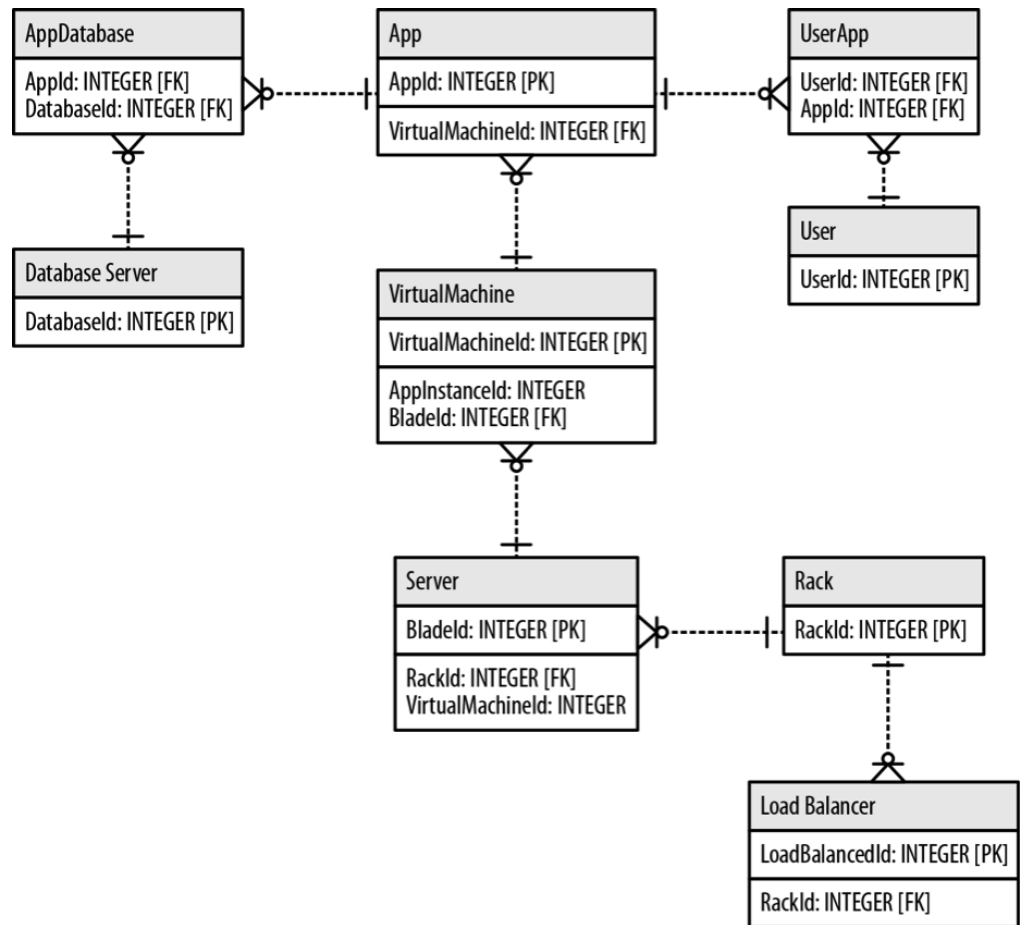 AppDatabase
AppId: INTEGER [FK]
DatabaseId: INTEGER [FK]
App
AppId: INTEGER [PK]
VirtualMachineId: INTEGER [FK]
UserApp
UserId: INTEGER [FK]
AppId: INTEGER [FK]
Database Server
DatabaseId: INTEGER [PK]
User
UserId: INTEGER [PK]
VirtualMachine
VirtualMachineId: INTEGER [PK]
AppInstanceId: INTEGER
BladeId: INTEGER [FK]
Server
BladeId: INTEGER [PK]
RackId: INTEGER [FK]
VirtualMachineId: INTEGER
Rack
RackId: INTEGER [PK]
Load Balancer
LoadBalancedId: INTEGER [PK]
RackId: INTEGER [FK]